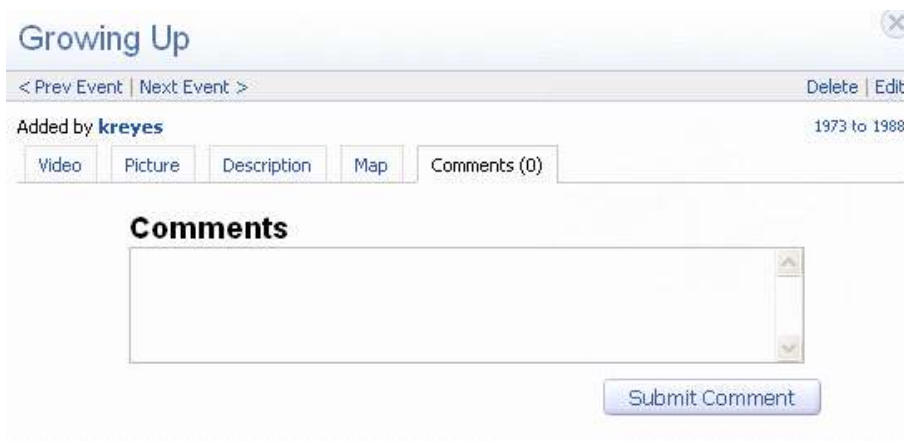 Growing Up
< Prev Event | Next Event > Delete | Edit
Added by kreyes 1973 to 1988
Video Picture Description Map Comments (0)
Comments
Submit Comment